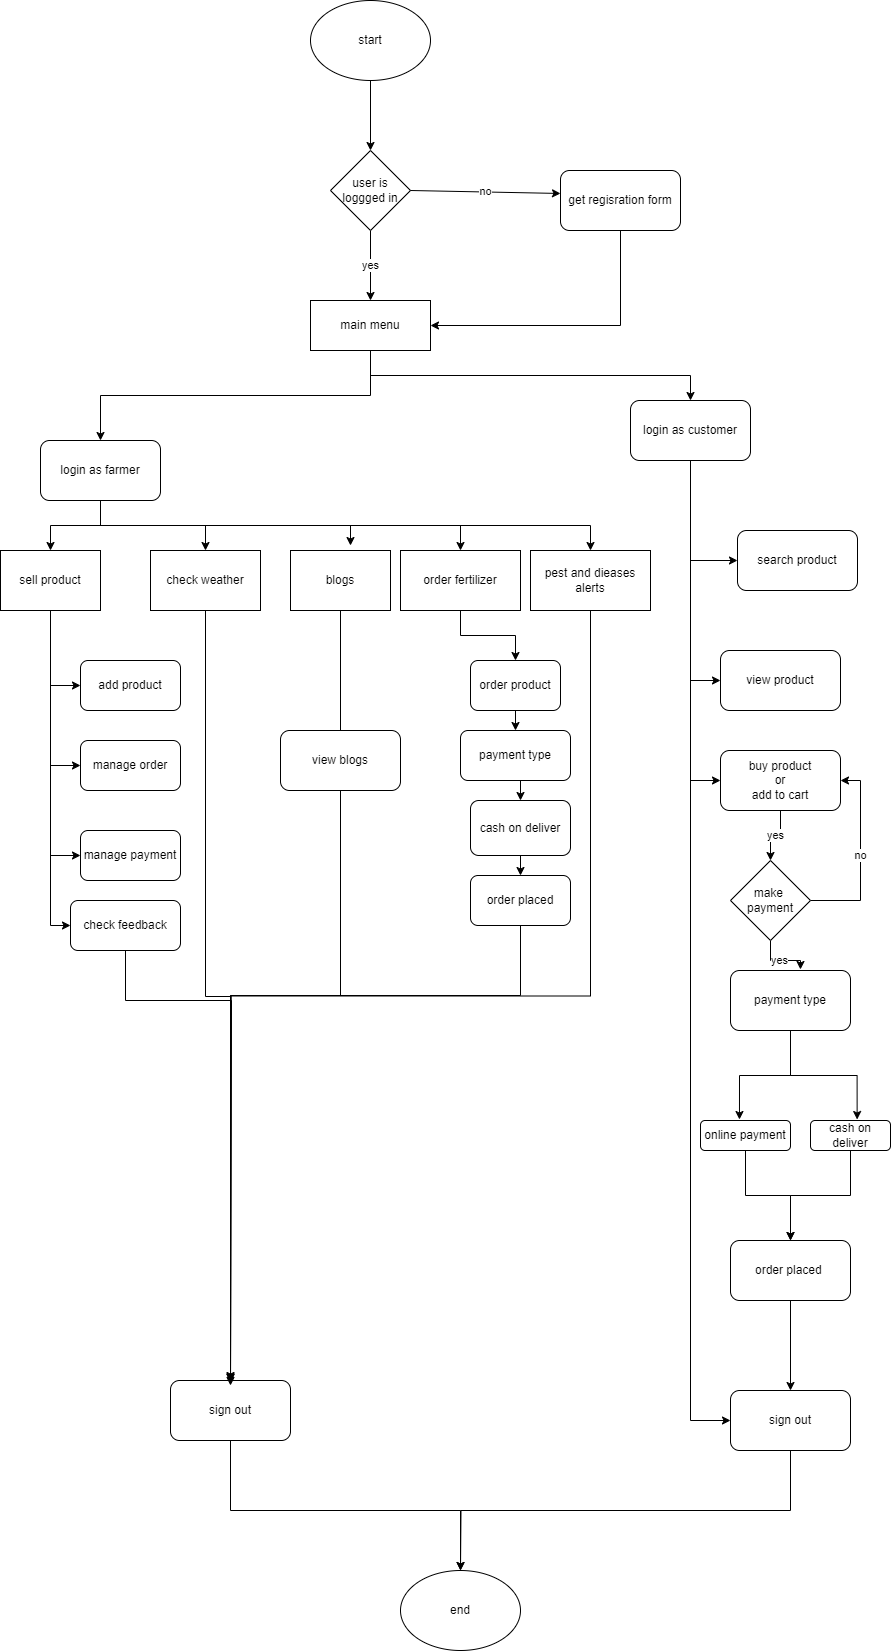 start
user is
loggged in
no
get regisration form
yes
main menu
login as customer
login as farmer
sell product
check weather
blogs
order fertilizer
pest and dieases
alerts
search product
add product
order product
view product
manage order
view blogs
payment type
buy product
or
add to cart
cash on deliver
yes
no
manage payment
make
payment
check feedback
order placed
yes
payment type
online payment
cash on
deliver
order placed
sign out
sign out
end